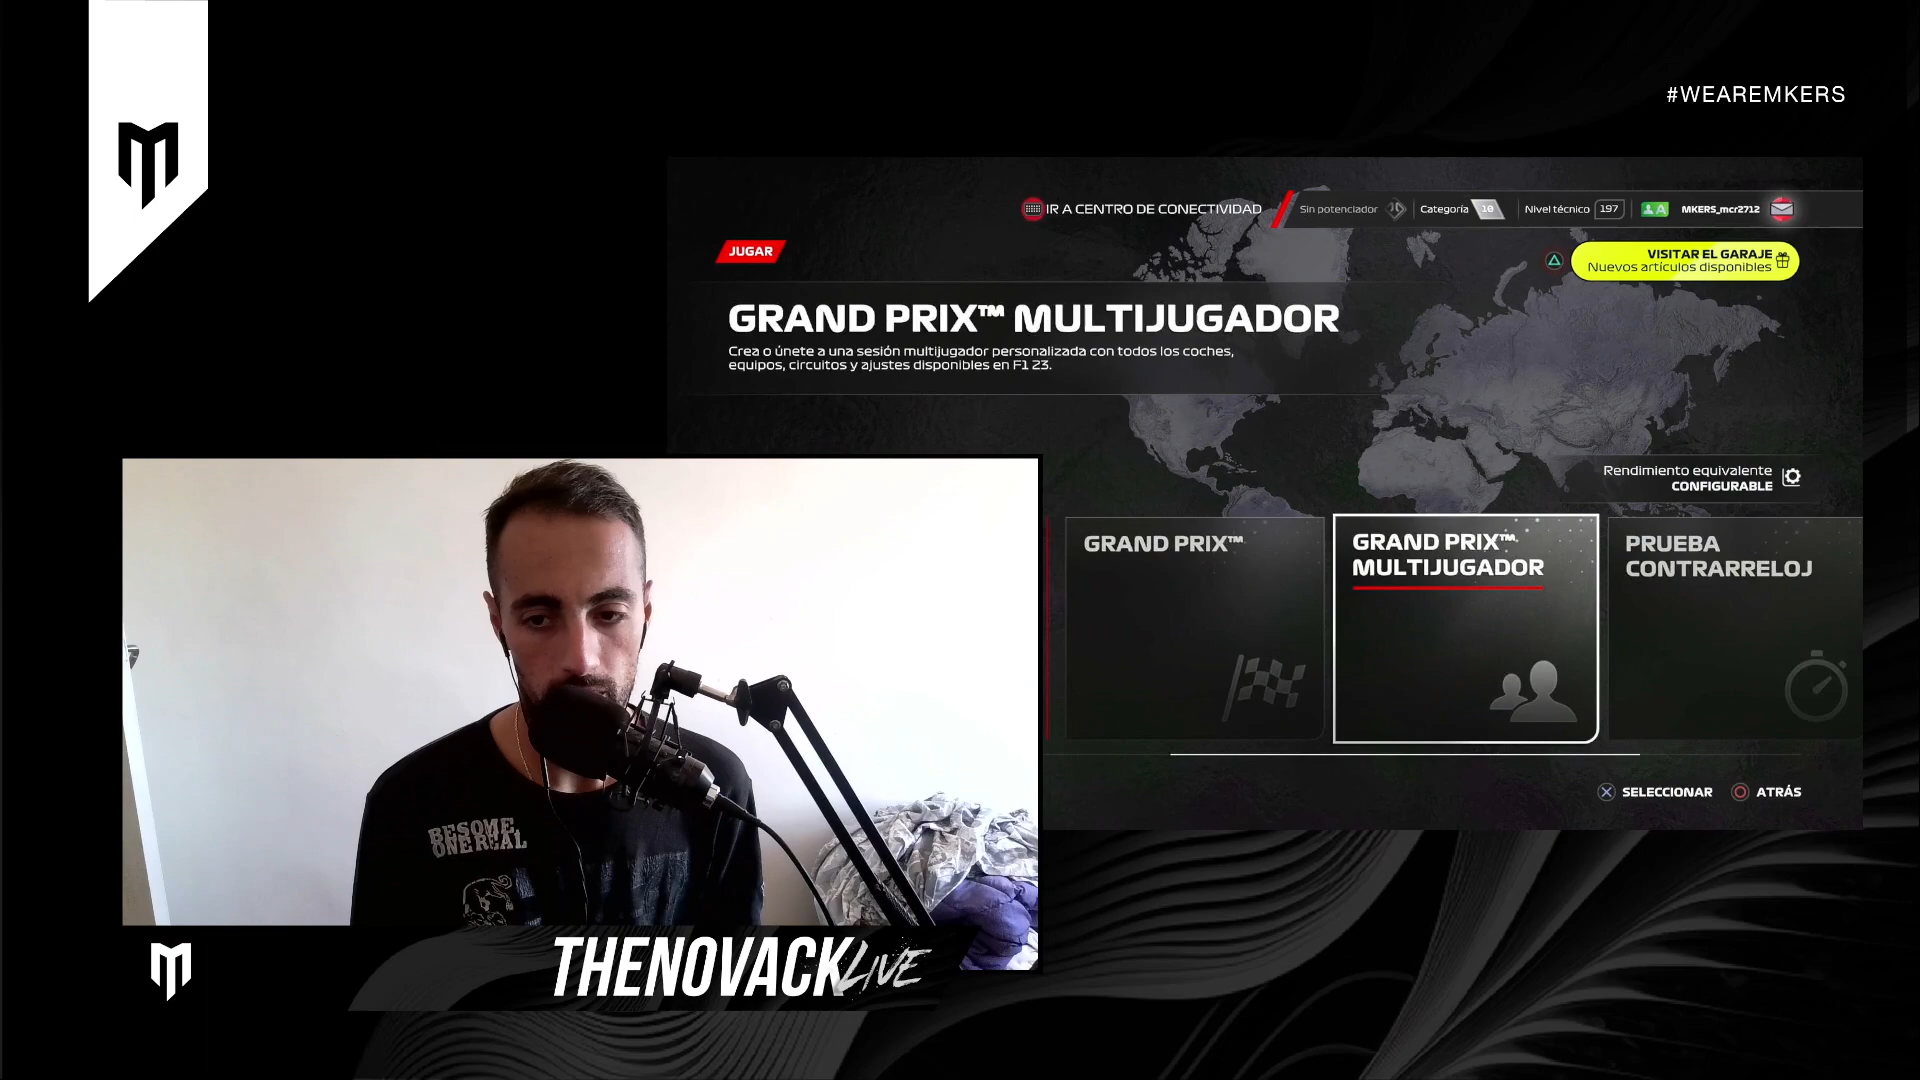 #WEAREMKERS
IR A CENTRO DE CONECTIVIDAD
Sin potenciador
Categoría 10
Nivel técnico 197
A
MKERS_mcr2712
JUGAR
VISITAR EL GARAJE
Nuevos artículos disponibles
GRAND PRIX™ MULTIJUGADOR
Crea o únete a una sesión multijugador personalizada con todos los coches,
equipos, circuitos y ajustes disponibles en F1 23.
Rendimiento equivalente
CONFIGURABLE
GRAND PRIX™
GRAND PRIX™
MULTIJUGADOR
PRUEBA
CONTRARRELOJ
SELECCIONAR
ATRÁS
BESOME
ONEREAL
THENOVACK LIVE